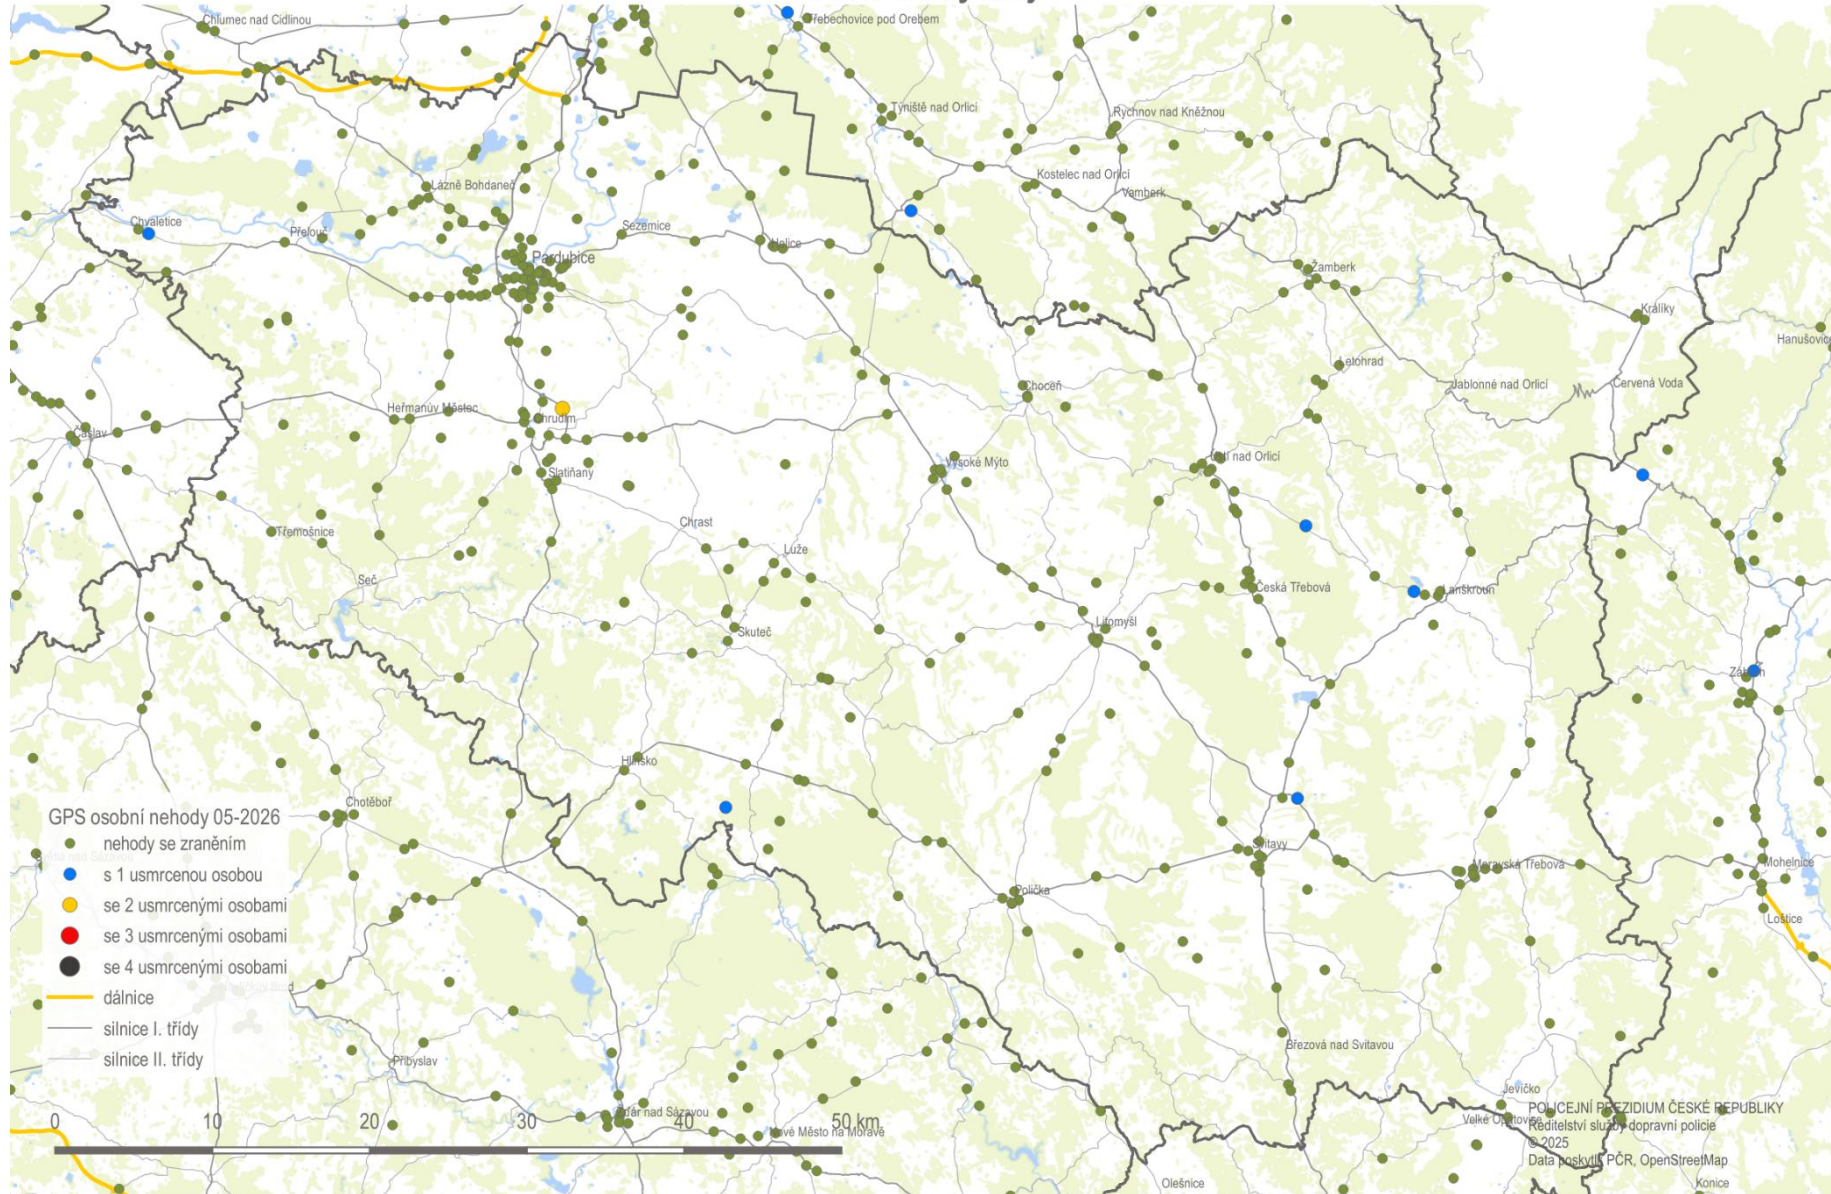 Chlumec nad Cidlinou
Třebechovice pod Orebem
Týniště nad Orlicí
Rychnov nad Kněžnou
Kostelec nad Orlicí
Vamberk
Lázně Bohdaneč
Chvaletice
Přelouč
Sezemice
Holice
Pardubice
Žamberk
Králíky
Hanušovice
Letohrad
Jablonné nad Orlicí
Červená Voda
Choceň
Heřmanův Městec
Chrudim
Čáslav
Slatiňany
Vysoké Mýto
Ústí nad Orlicí
Chrast
Třemošnice
Luže
Seč
Česká Třebová
Lanškroun
Litomyšl
Skuteč
Zábřeh
Hlinsko
Chotěboř
Svitavy
Moravská Třebová
Mohelnice
Polička
Loštice
GPS osobní nehody 05-2026
nehody se zraněním
s 1 usmrcenou osobou
se 2 usmrcenými osobami
se 3 usmrcenými osobami
se 4 usmrcenými osobami
dálnice
silnice I. třídy
silnice II. třídy
Přibyslav
Březová nad Svitavou
Jevíčko
Žďár nad Sázavou
Velké Opatovice
Nové Město na Moravě
0 10 20 30 40 50 km
POLICEJNÍ PREZIDIUM ČESKÉ REPUBLIKY
Ředitelství služby dopravní policie
© 2025
Data poskytli PČR, OpenStreetMap
Olešnice
Konice